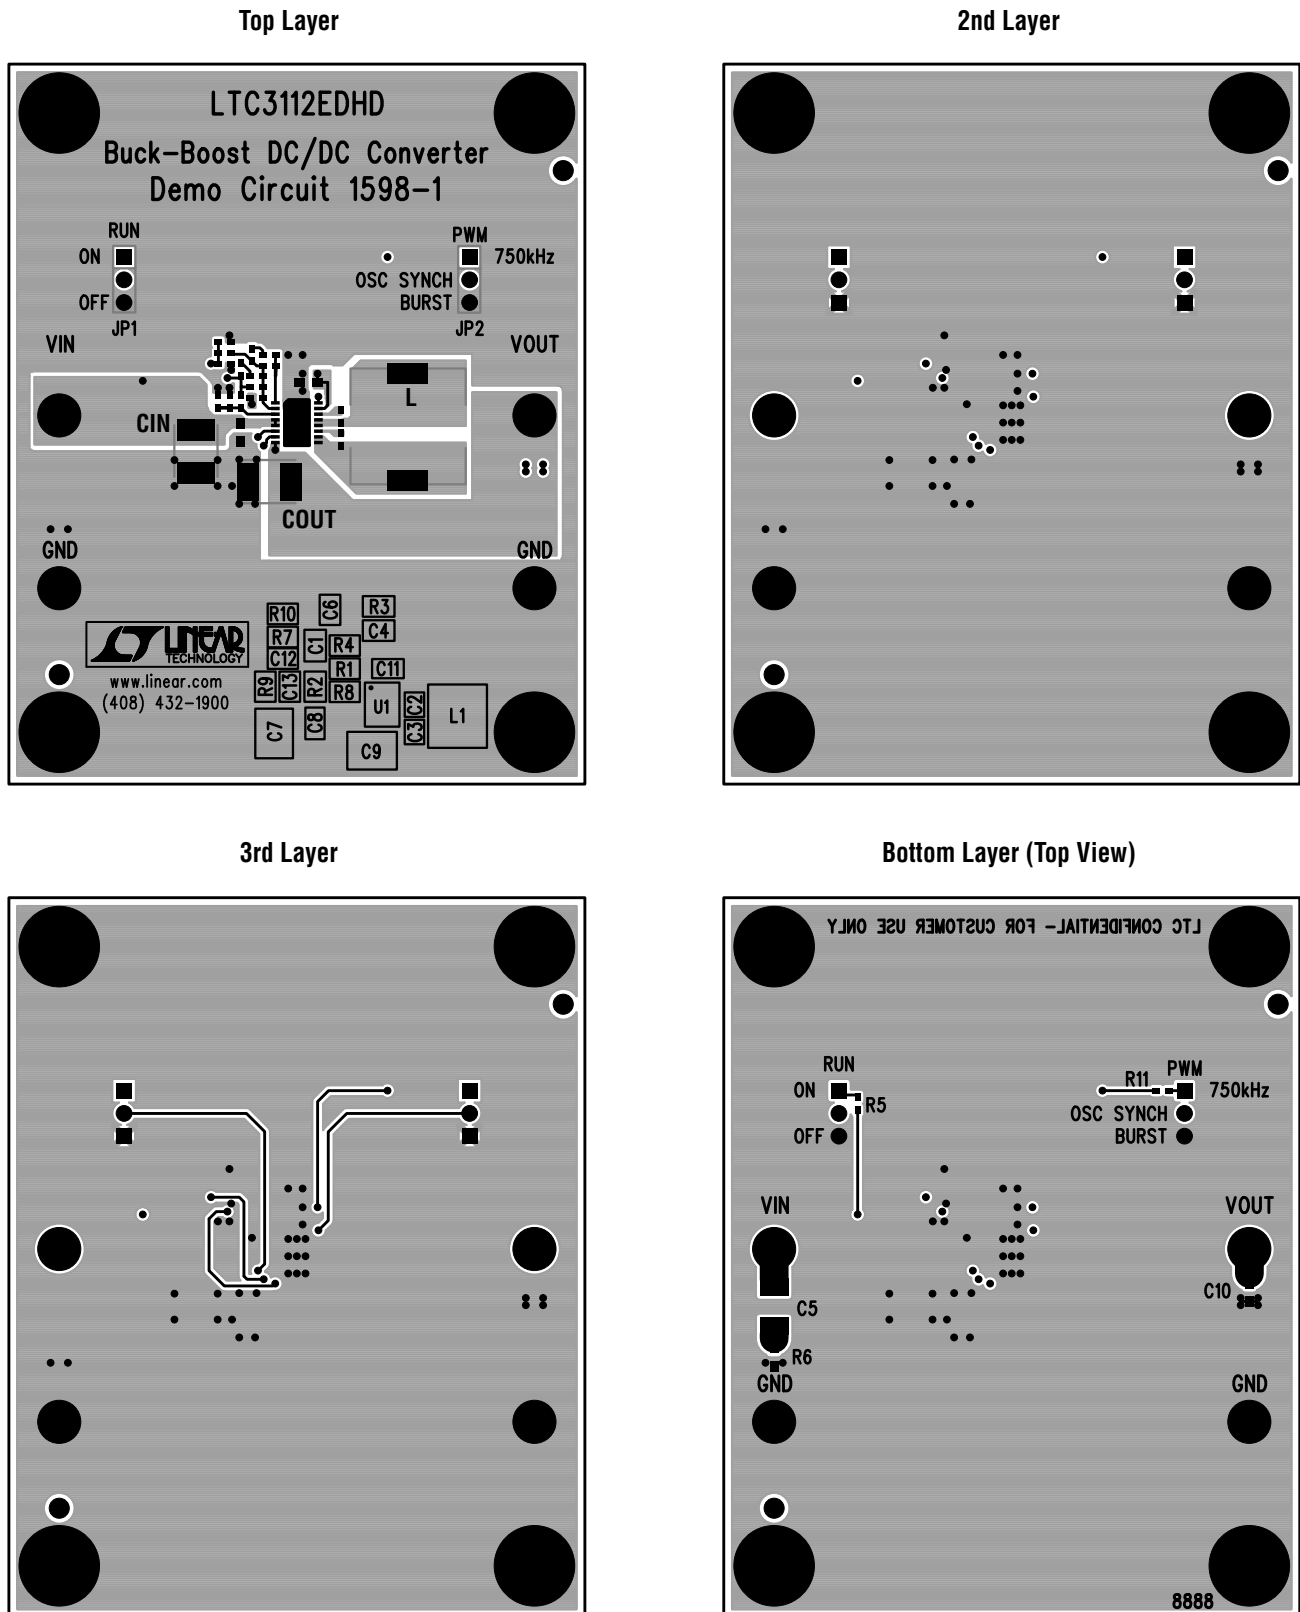 Top Layer
2nd Layer
LTC3112EDHD
Buck-Boost DC/DC Converter
Demo Circuit 1598-1
RUN
ON
OFF
JP1
PWM
750kHz
OSC SYNCH
BURST
JP2
VIN
VOUT
CIN
L
COUT
GND
GND
R10
C6
R3
R7
C1
C4
R4
C12
R1
C11
R9
C13
R2
R8
U1
C2
C3
L1
C7
C8
C9
LINEAR
TECHNOLOGY
www.linear.com
(408) 432-1900
3rd Layer
Bottom Layer (Top View)
LTC CONFIDENTIAL- FOR CUSTOMER USE ONLY
RUN
ON
R5
OFF
R11
PWM
750kHz
OSC SYNCH
BURST
VIN
VOUT
C5
C10
R6
GND
GND
8888